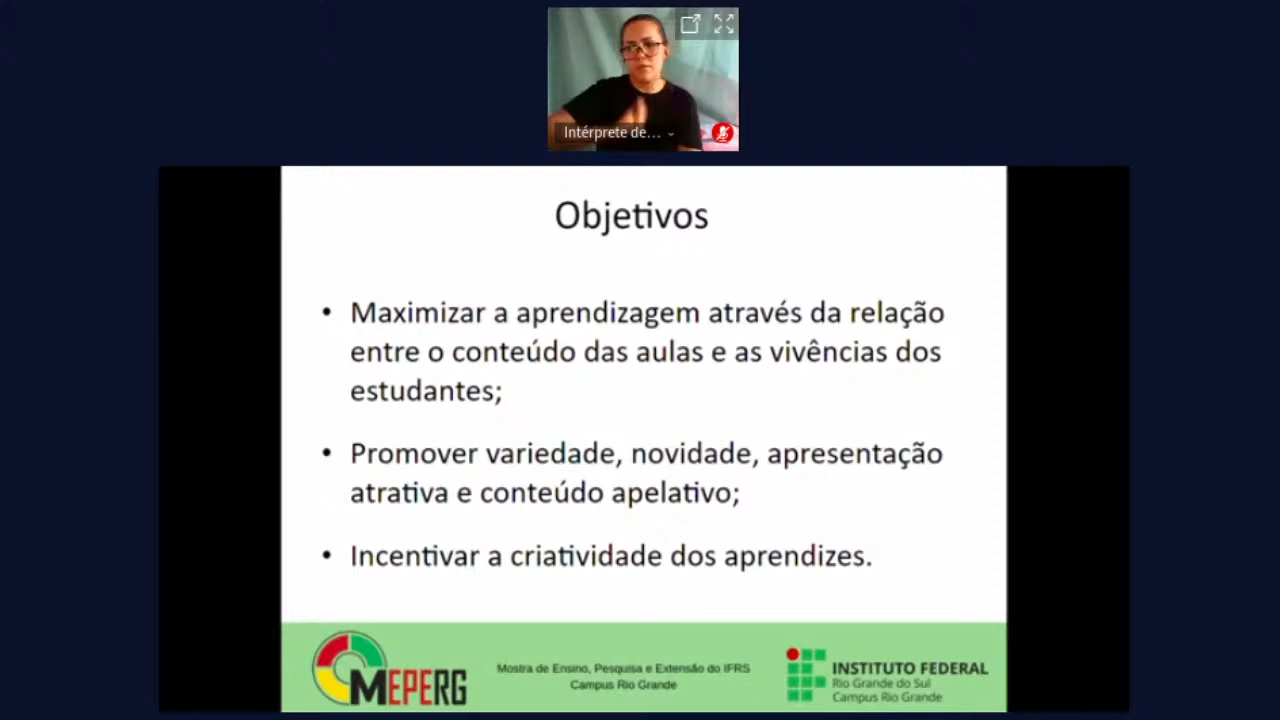 Intérprete de...
Objetivos
• Maximizar a aprendizagem através da relação
entre o conteúdo das aulas e as vivências dos
estudantes;
• Promover variedade, novidade, apresentação
atrativa e conteúdo apelativo;
• Incentivar a criatividade dos aprendizes.
MEPERG
Mostra de Ensino, Pesquisa e Extensão do IFRS
Campus Rio Grande
INSTITUTO FEDERAL
Rio Grande do Sul
Campus Rio Grande